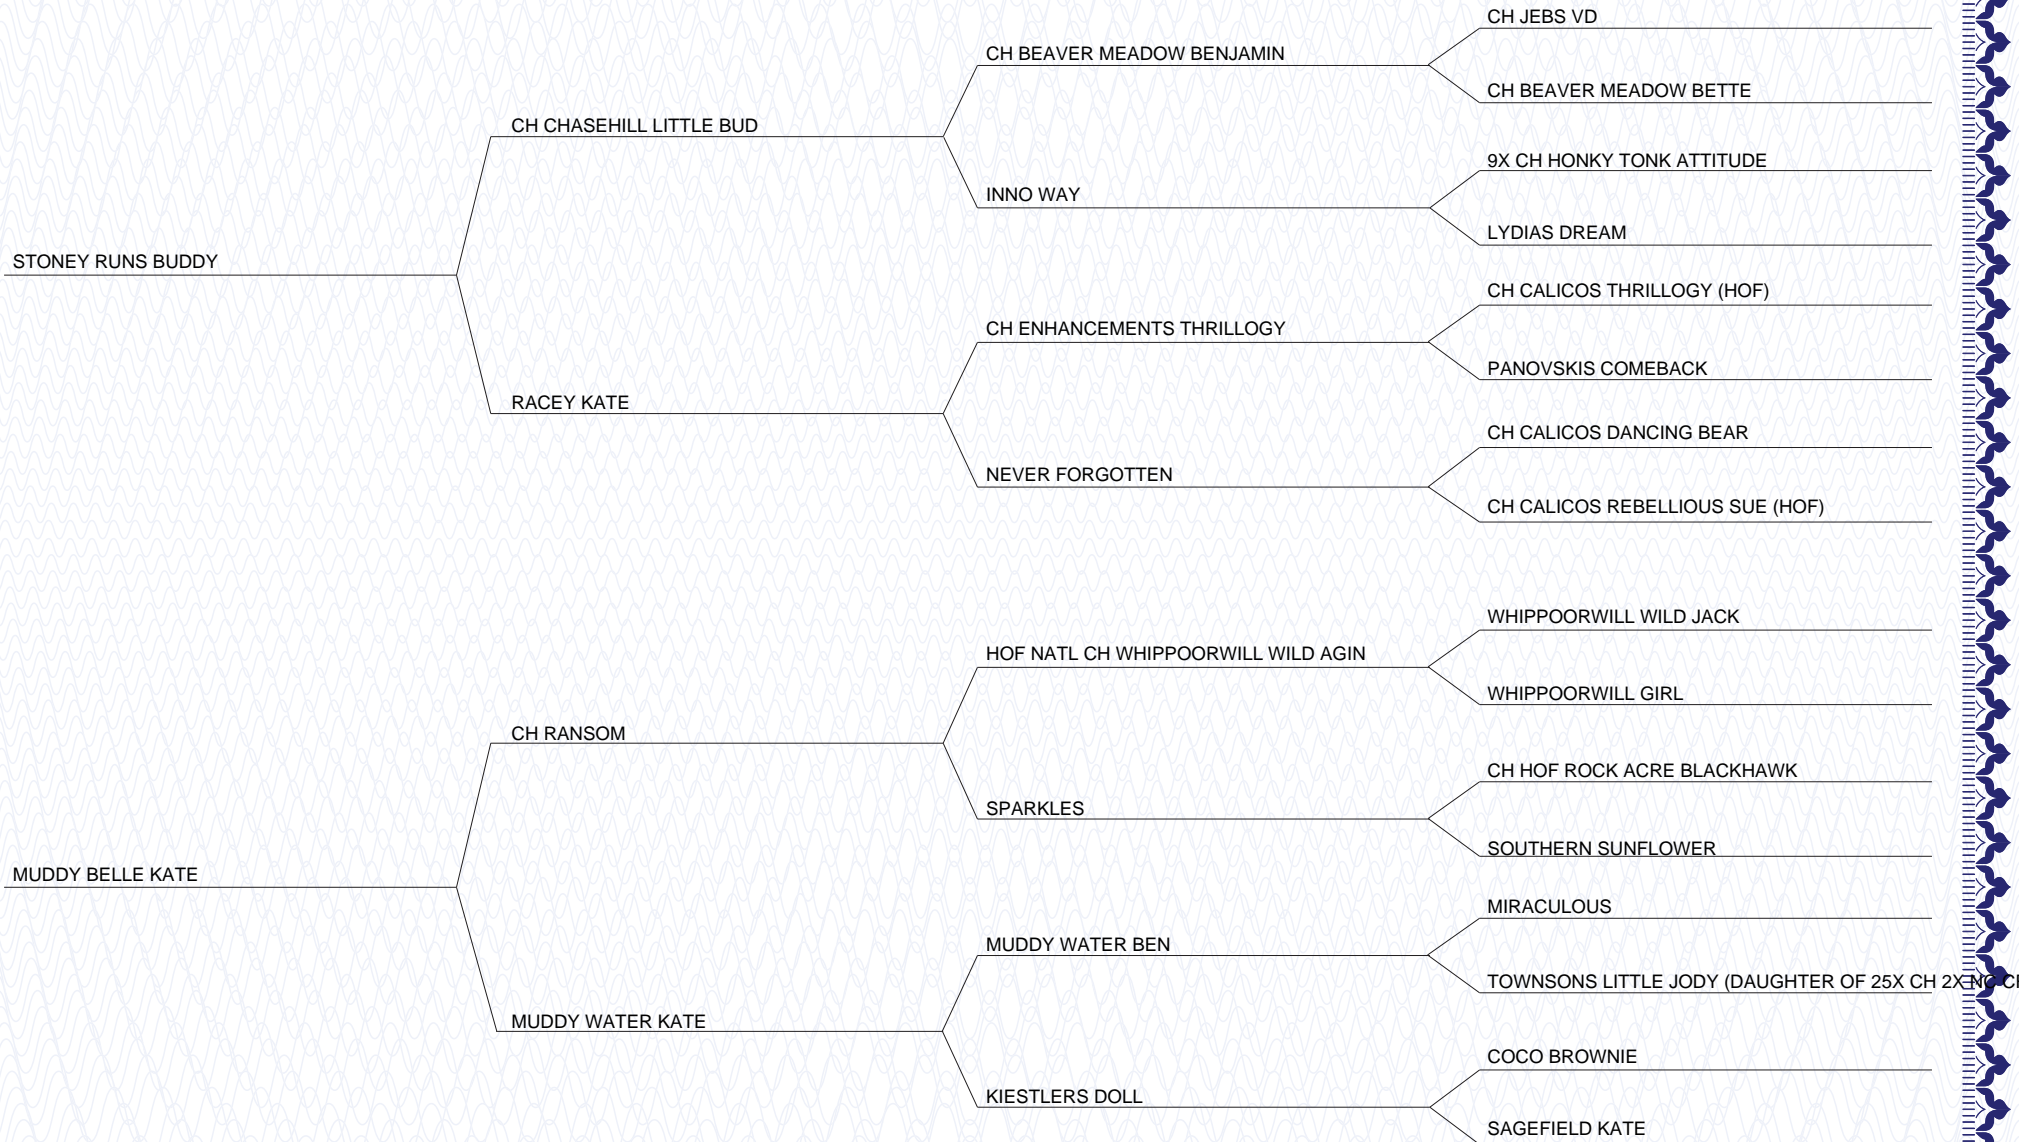 CH JEBS VD
CH BEAVER MEADOW BENJAMIN
CH BEAVER MEADOW BETTE
CH CHASEHILL LITTLE BUD
9X CH HONKY TONK ATTITUDE
INNO WAY
LYDIAS DREAM
STONEY RUNS BUDDY
CH CALICOS THRILLOGY (HOF)
CH ENHANCEMENTS THRILLOGY
PANOVSKIS COMEBACK
RACEY KATE
CH CALICOS DANCING BEAR
NEVER FORGOTTEN
CH CALICOS REBELLIOUS SUE (HOF)
WHIPPOORWILL WILD JACK
HOF NATL CH WHIPPOORWILL WILD AGIN
WHIPPOORWILL GIRL
CH RANSOM
CH HOF ROCK ACRE BLACKHAWK
SPARKLES
SOUTHERN SUNFLOWER
MUDDY BELLE KATE
MIRACULOUS
MUDDY WATER BEN
TOWNSONS LITTLE JODY (DAUGHTER OF 25X CH 2X NC
MUDDY WATER KATE
COCO BROWNIE
KIESTLERS DOLL
SAGEFIELD KATE